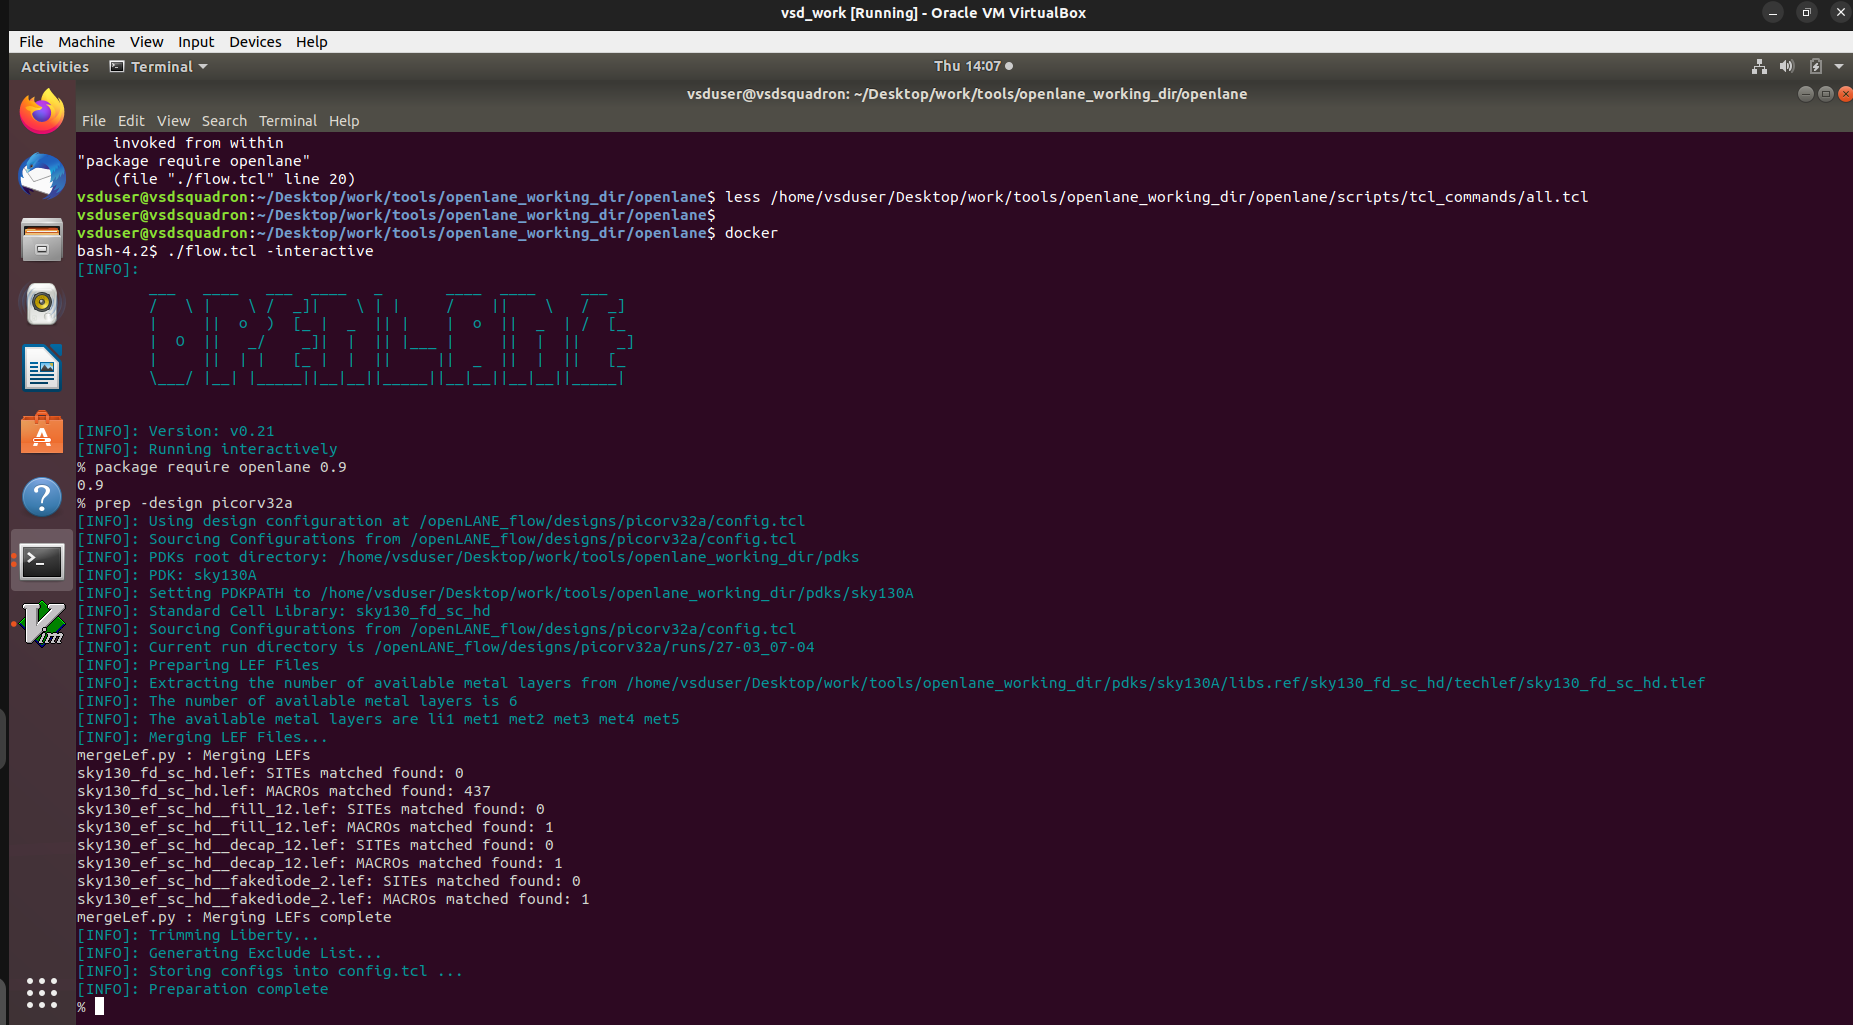 vsd_work [Running] - Oracle VM VirtualBox
File Machine View Input Devices Help
Activities Terminal Thu 14:07
vsduser@vsdsquadron: ~/Desktop/work/tools/openlane_working_dir/openlane
File Edit View Search Terminal Help
    invoked from within
"package require openlane"
    (file "./flow.tcl" line 20)
vsduser@vsdsquadron:~/Desktop/work/tools/openlane_working_dir/openlane$ less /home/vsduser/Desktop/work/tools/openlane_working_dir/openlane/scripts/tcl_commands/all.tcl
vsduser@vsdsquadron:~/Desktop/work/tools/openlane_working_dir/openlane$
vsduser@vsdsquadron:~/Desktop/work/tools/openlane_working_dir/openlane$ docker
bash-4.2$ ./flow.tcl -interactive
[INFO]:
OPENLANE
[INFO]: Version: v0.21
[INFO]: Running interactively
% package require openlane 0.9
0.9
% prep -design picorv32a
[INFO]: Using design configuration at /openLANE_flow/designs/picorv32a/config.tcl
[INFO]: Sourcing Configurations from /openLANE_flow/designs/picorv32a/config.tcl
[INFO]: PDKs root directory: /home/vsduser/Desktop/work/tools/openlane_working_dir/pdks
[INFO]: PDK: sky130A
[INFO]: Setting PDKPATH to /home/vsduser/Desktop/work/tools/openlane_working_dir/pdks/sky130A
[INFO]: Standard Cell Library: sky130_fd_sc_hd
[INFO]: Sourcing Configurations from /openLANE_flow/designs/picorv32a/config.tcl
[INFO]: Current run directory is /openLANE_flow/designs/picorv32a/runs/27-03_07-04
[INFO]: Preparing LEF Files
[INFO]: Extracting the number of available metal layers from /home/vsduser/Desktop/work/tools/openlane_working_dir/pdks/sky130A/libs.ref/sky130_fd_sc_hd/techlef/sky130_fd_sc_hd.tlef
[INFO]: The number of available metal layers is 6
[INFO]: The available metal layers are li1 met1 met2 met3 met4 met5
[INFO]: Merging LEF Files...
mergeLef.py : Merging LEFs
sky130_fd_sc_hd.lef: SITEs matched found: 0
sky130_fd_sc_hd.lef: MACROs matched found: 437
sky130_ef_sc_hd__fill_12.lef: SITEs matched found: 0
sky130_ef_sc_hd__fill_12.lef: MACROs matched found: 1
sky130_ef_sc_hd__decap_12.lef: SITEs matched found: 0
sky130_ef_sc_hd__decap_12.lef: MACROs matched found: 1
sky130_ef_sc_hd__fakediode_2.lef: SITEs matched found: 0
sky130_ef_sc_hd__fakediode_2.lef: MACROs matched found: 1
mergeLef.py : Merging LEFs complete
[INFO]: Trimming Liberty...
[INFO]: Generating Exclude List...
[INFO]: Storing configs into config.tcl ...
[INFO]: Preparation complete
%